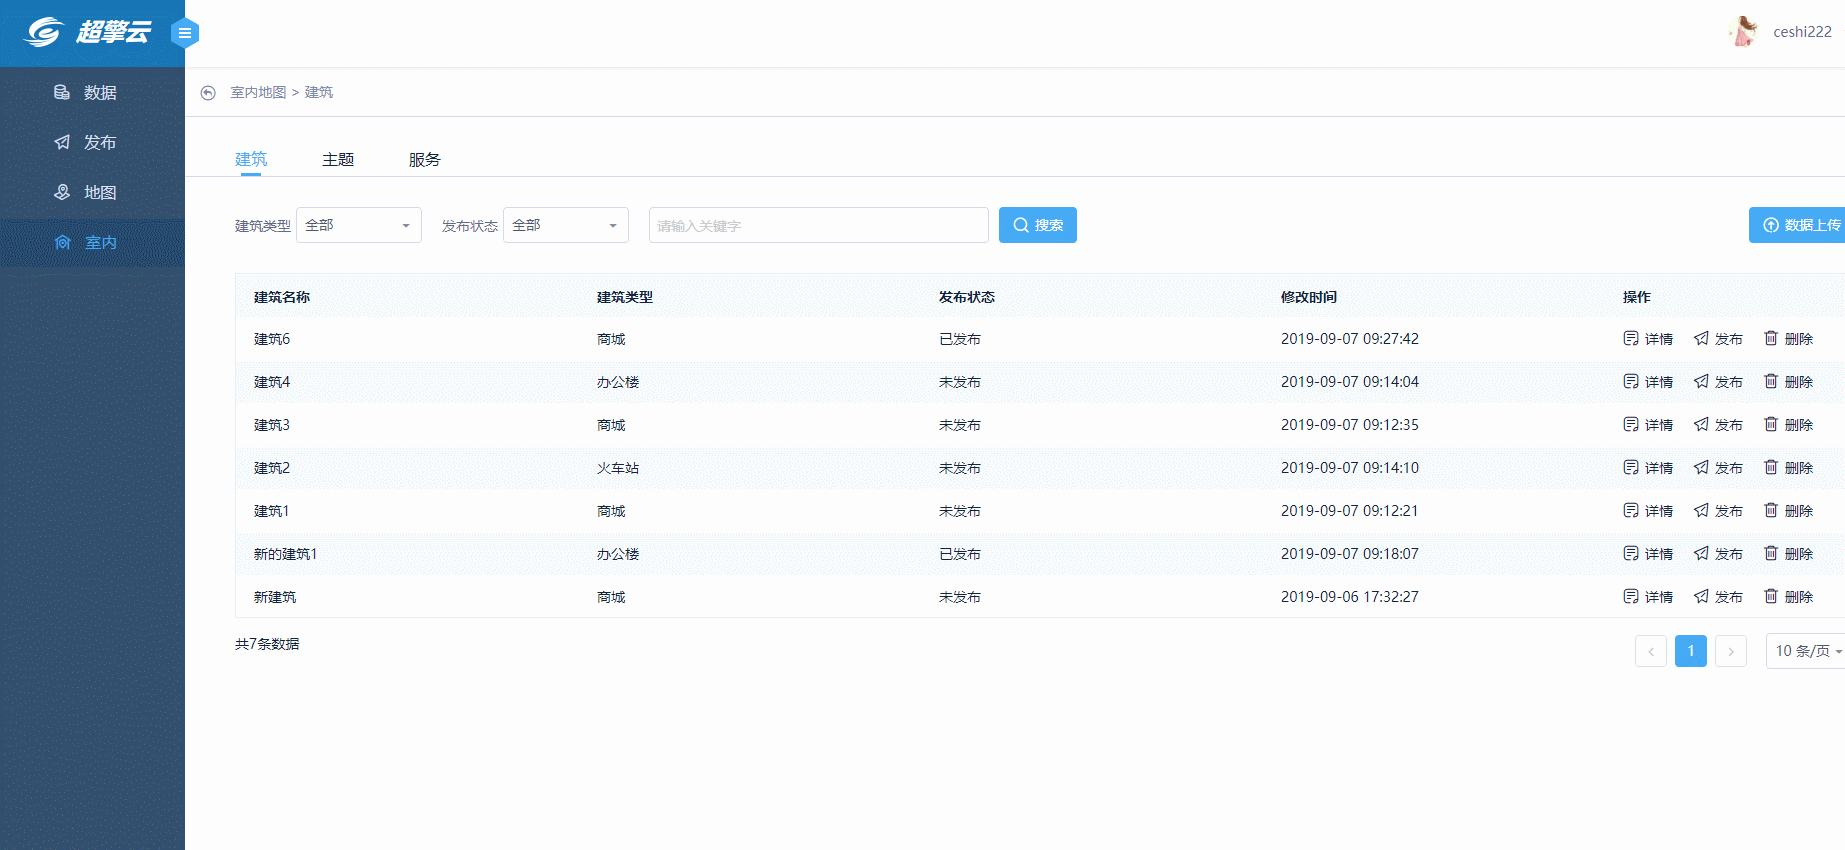 超擎云
ceshi222
数据
发布
地图
室内
室内地图 > 建筑
建筑 主题 服务
建筑类型 全部 发布状态 全部 请输入关键字 搜索 数据上传
建筑名称 建筑类型 发布状态 修改时间 操作
建筑6 商城 已发布 2019-09-07 09:27:42 详情 发布 删除
建筑4 办公楼 未发布 2019-09-07 09:14:04 详情 发布 删除
建筑3 商城 未发布 2019-09-07 09:12:35 详情 发布 删除
建筑2 火车站 未发布 2019-09-07 09:14:10 详情 发布 删除
建筑1 商城 未发布 2019-09-07 09:12:21 详情 发布 删除
新的建筑1 办公楼 已发布 2019-09-07 09:18:07 详情 发布 删除
新建筑 商城 未发布 2019-09-06 17:32:27 详情 发布 删除
共7条数据
< 1 > 10 条/页